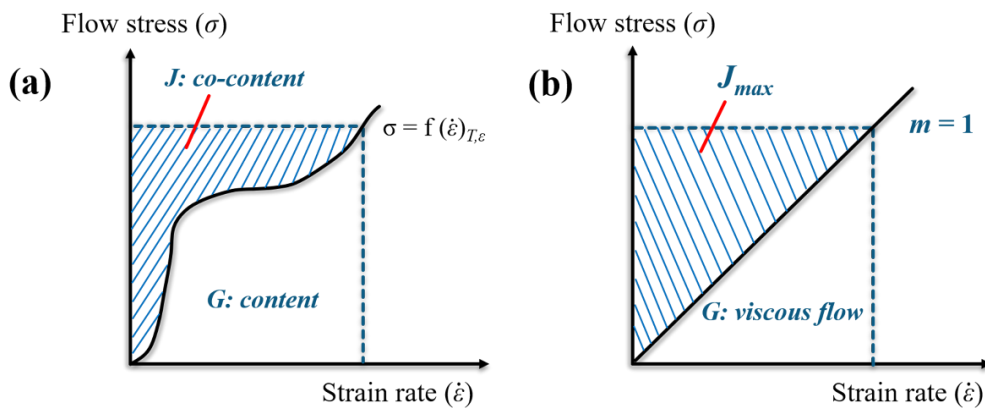 Flow stress (σ)
(a)
J: co-content
σ = f (ε̇)T,ε
G: content
Strain rate (ε̇)
Flow stress (σ)
(b)
Jmax
m = 1
G: viscous flow
Strain rate (ε̇)